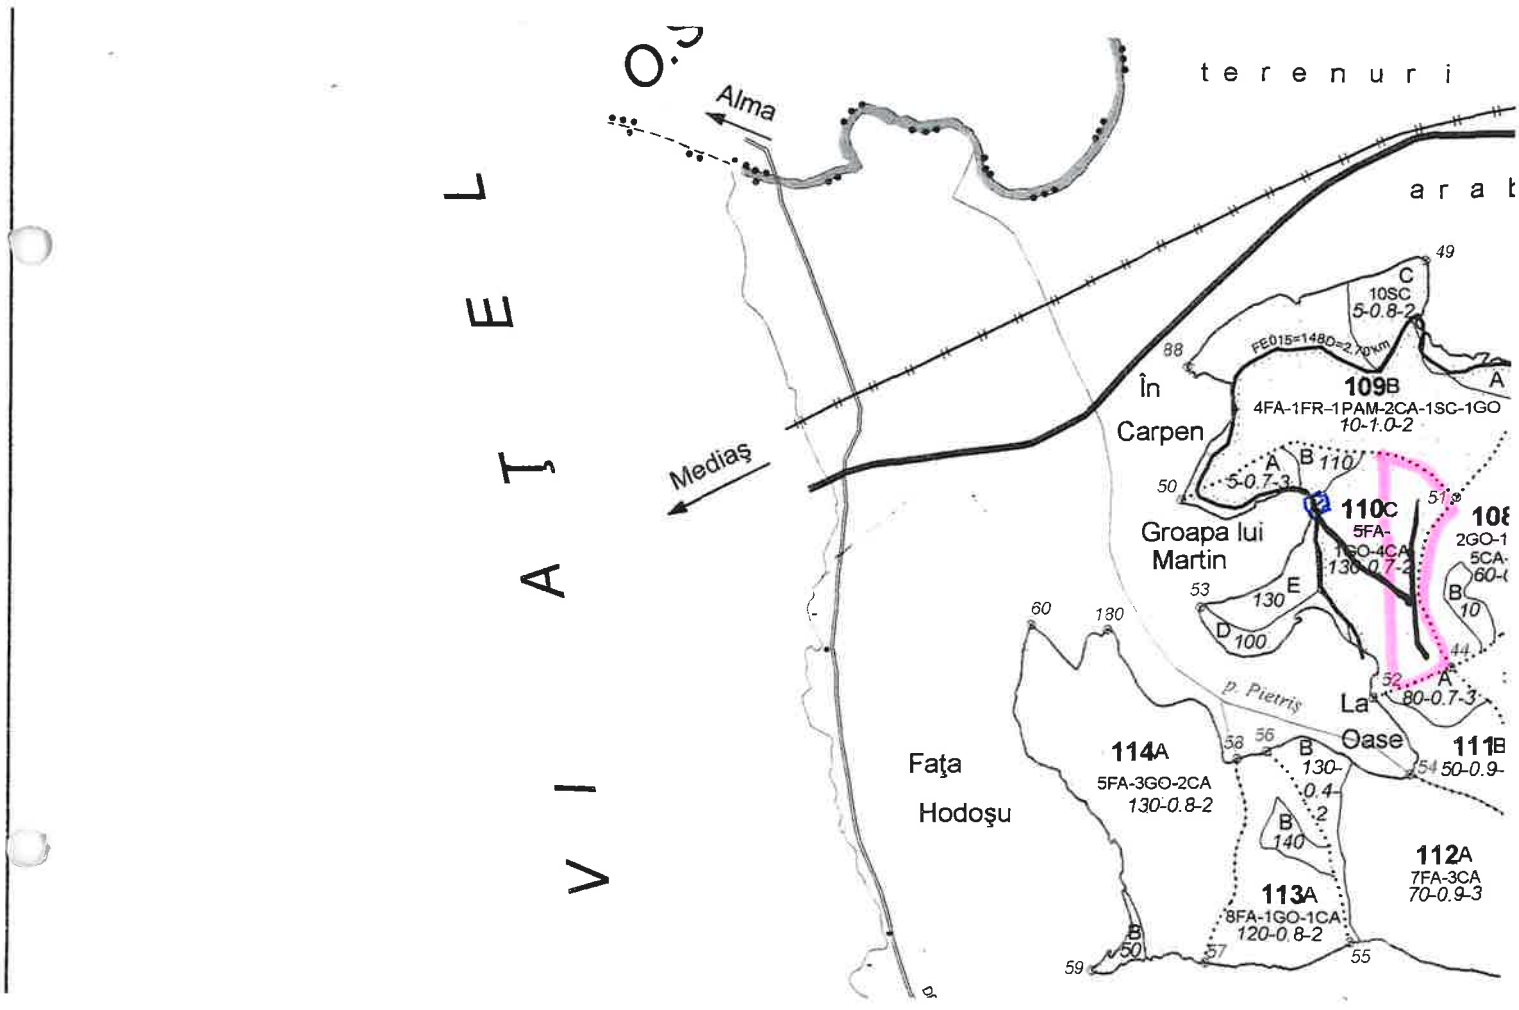 O.
Alma
terenuri
49
C
10SC
5-0.8-2
88
FE015=148D=2.70km
În
Carpen
109B
A
4FA-1FR-1PAM-2CA-1SC-1GO
10-1.0-2
Mediaş
A
B
110
5-0.7-3
50
51
110C
5FA-
1GO-4CA
130-0.7-2
2GO-1
5CA-
Groapa lui
Martin
53
E
130
D
100
B
10
60
180
44
52
A
80-0.7-3
p. Pietriş
La
Oase
58
56
B
130-
0.4-
2
54
111B
50-0.9-
114A
5FA-3GO-2CA
130-0.8-2
Faţa
Hodoşu
B
140
112A
7FA-3CA
70-0.9-3
113A
8FA-1GO-1CA
120-0.8-2
B
50
59
57
55
VIAŢEL